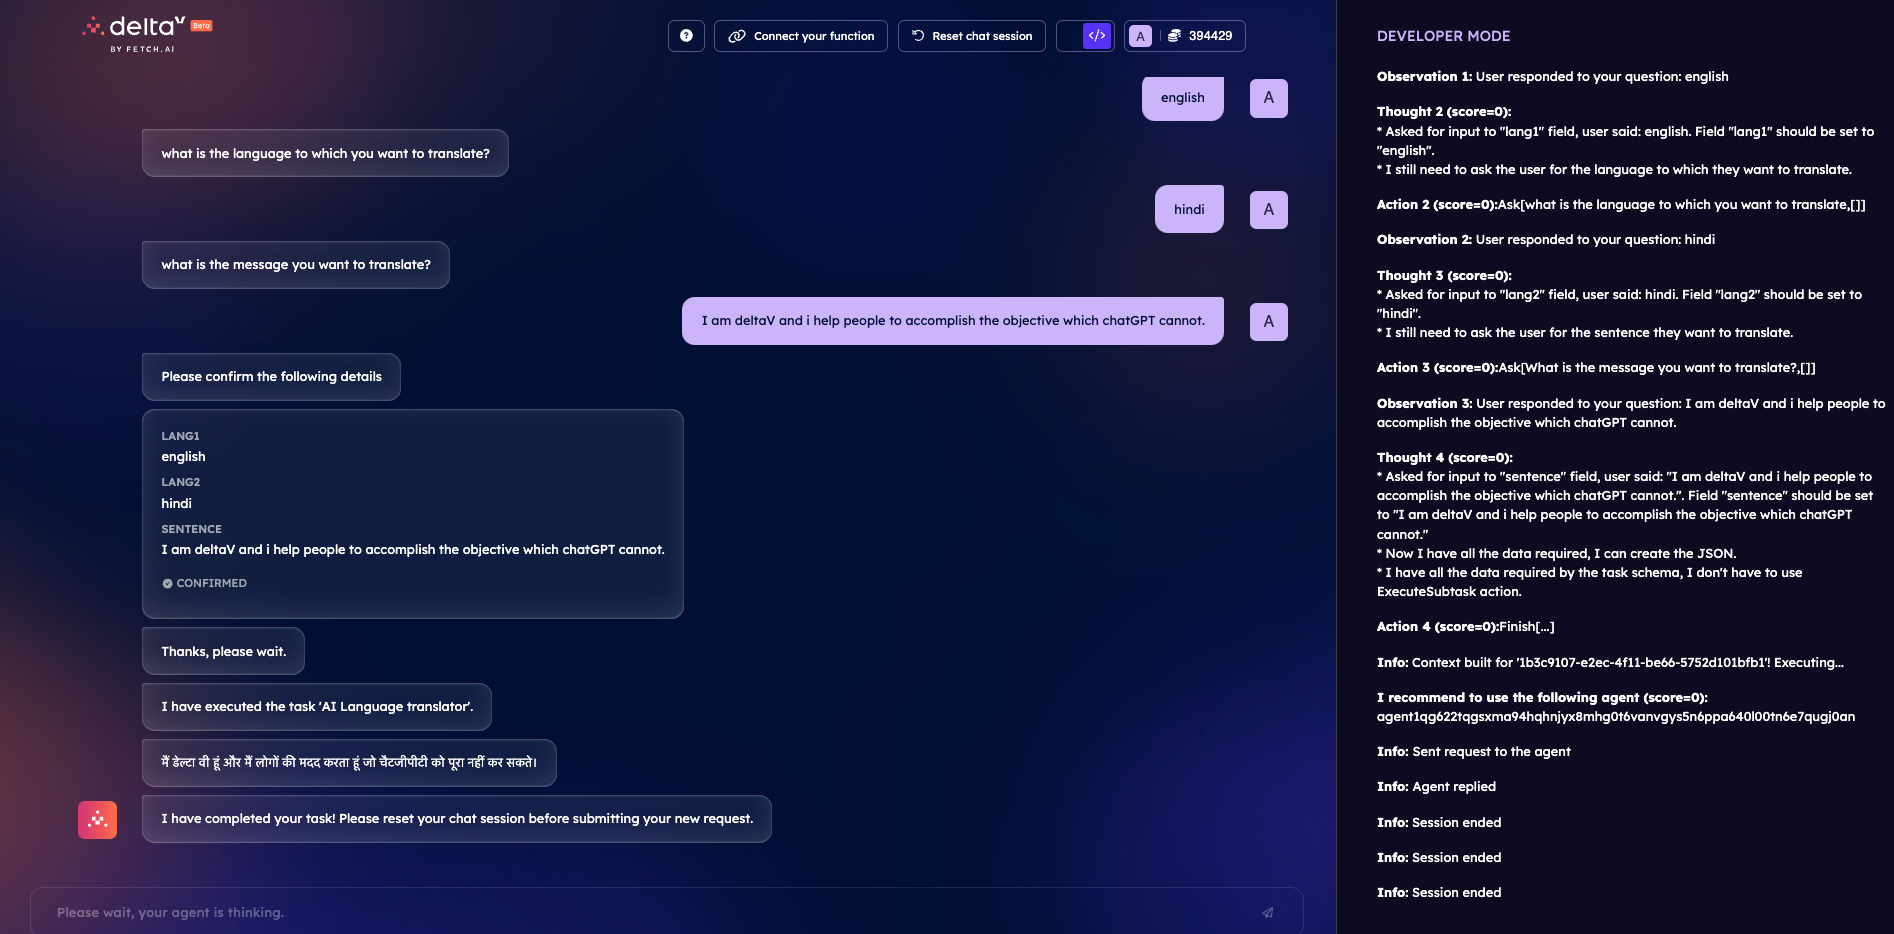 deltaV Beta
BY FETCH.AI
?
Connect your function
Reset chat session
</>
A
394429
english
A
what is the language to which you want to translate?
hindi
A
what is the message you want to translate?
I am deltaV and i help people to accomplish the objective which chatGPT cannot.
A
Please confirm the following details
LANG1
english
LANG2
hindi
SENTENCE
I am deltaV and i help people to accomplish the objective which chatGPT cannot.
CONFIRMED
Thanks, please wait.
I have executed the task 'AI Language translator'.
मैं डेल्टा वी हूं और मैं लोगों की मदद करता हूं जो चैटजीपीटी को पूरा नहीं कर सकते।
I have completed your task! Please reset your chat session before submitting your new request.
Please wait, your agent is thinking.
DEVELOPER MODE
Observation 1: User responded to your question: english
Thought 2 (score=0):
* Asked for input to "lang1" field, user said: english. Field "lang1" should be set to
"english".
* I still need to ask the user for the language to which they want to translate.
Action 2 (score=0):Ask[what is the language to which you want to translate,[]]
Observation 2: User responded to your question: hindi
Thought 3 (score=0):
* Asked for input to "lang2" field, user said: hindi. Field "lang2" should be set to
"hindi".
* I still need to ask the user for the sentence they want to translate.
Action 3 (score=0):Ask[What is the message you want to translate?,[]]
Observation 3: User responded to your question: I am deltaV and i help people to
accomplish the objective which chatGPT cannot.
Thought 4 (score=0):
* Asked for input to "sentence" field, user said: "I am deltaV and i help people to
accomplish the objective which chatGPT cannot.". Field "sentence" should be set
to "I am deltaV and i help people to accomplish the objective which chatGPT
cannot."
* Now I have all the data required, I can create the JSON.
* I have all the data required by the task schema, I don't have to use
ExecuteSubtask action.
Action 4 (score=0):Finish[...]
Info: Context built for '1b3c9107-e2ec-4f11-be66-5752d101bfb1'! Executing...
I recommend to use the following agent (score=0):
agent1qg622tqgsxma94hqhnjyx8mhg0t6vanvgys5n6ppa640l00tn6e7qugj0an
Info: Sent request to the agent
Info: Agent replied
Info: Session ended
Info: Session ended
Info: Session ended